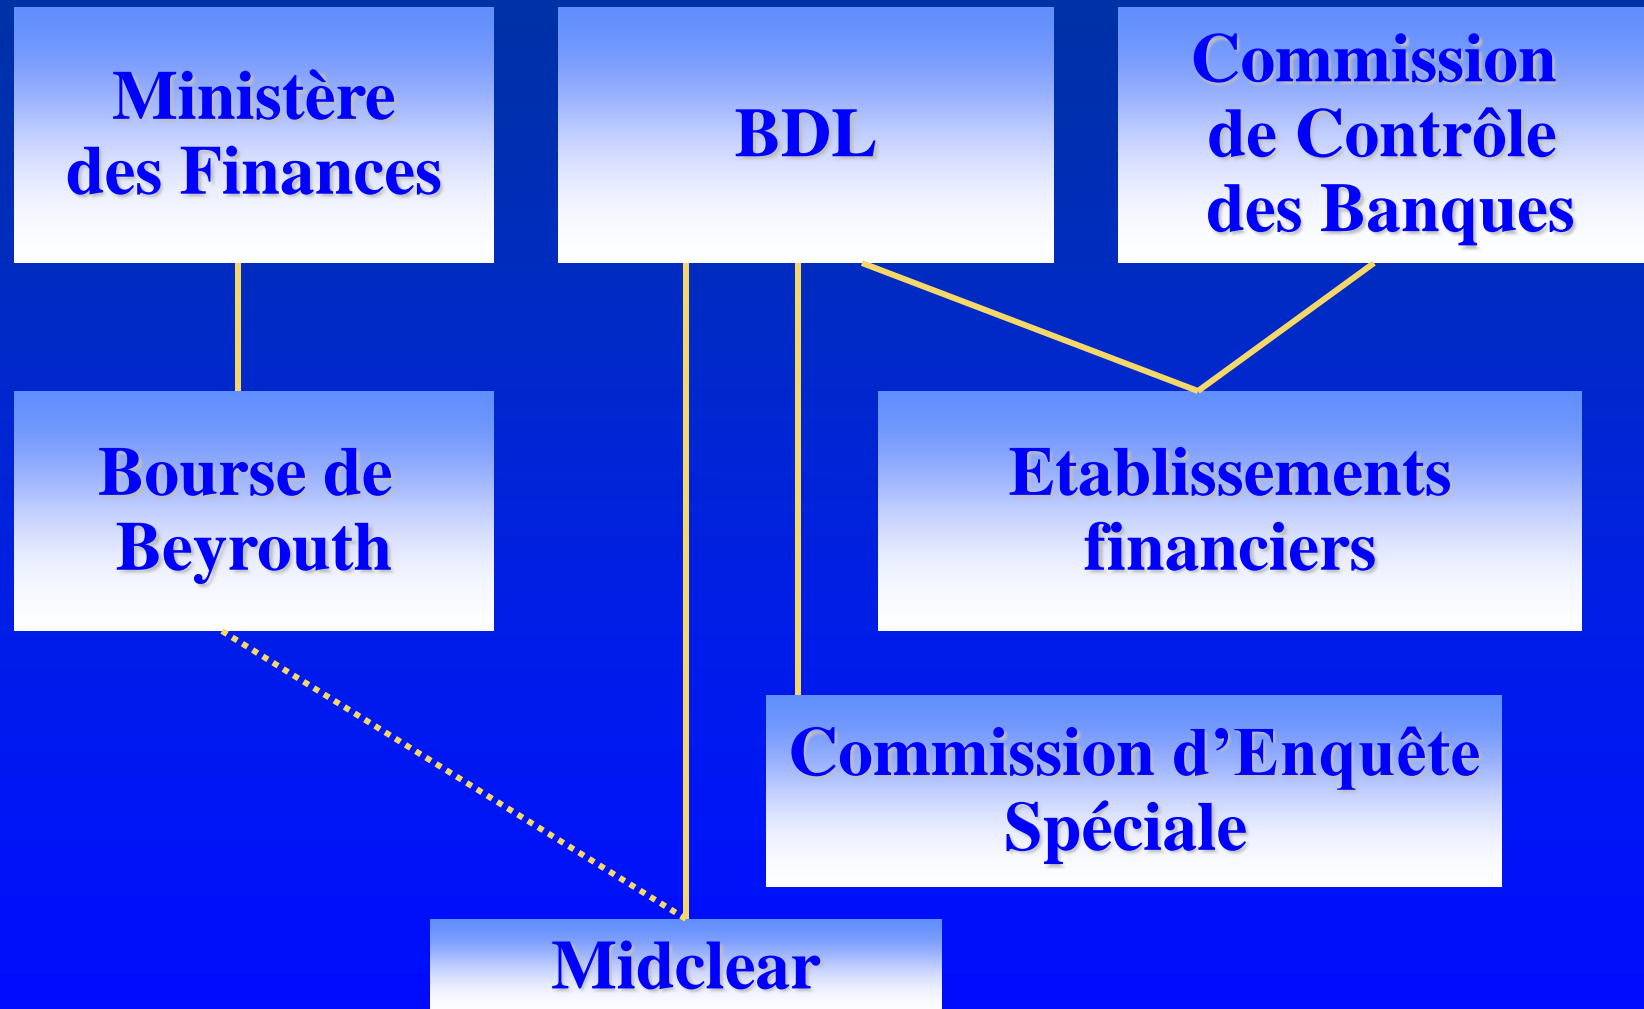 Ministère
des Finances
BDL
Commission
de Contrôle
des Banques
Bourse de
Beyrouth
Etablissements
financiers
Commission d’Enquête
Spéciale
Midclear